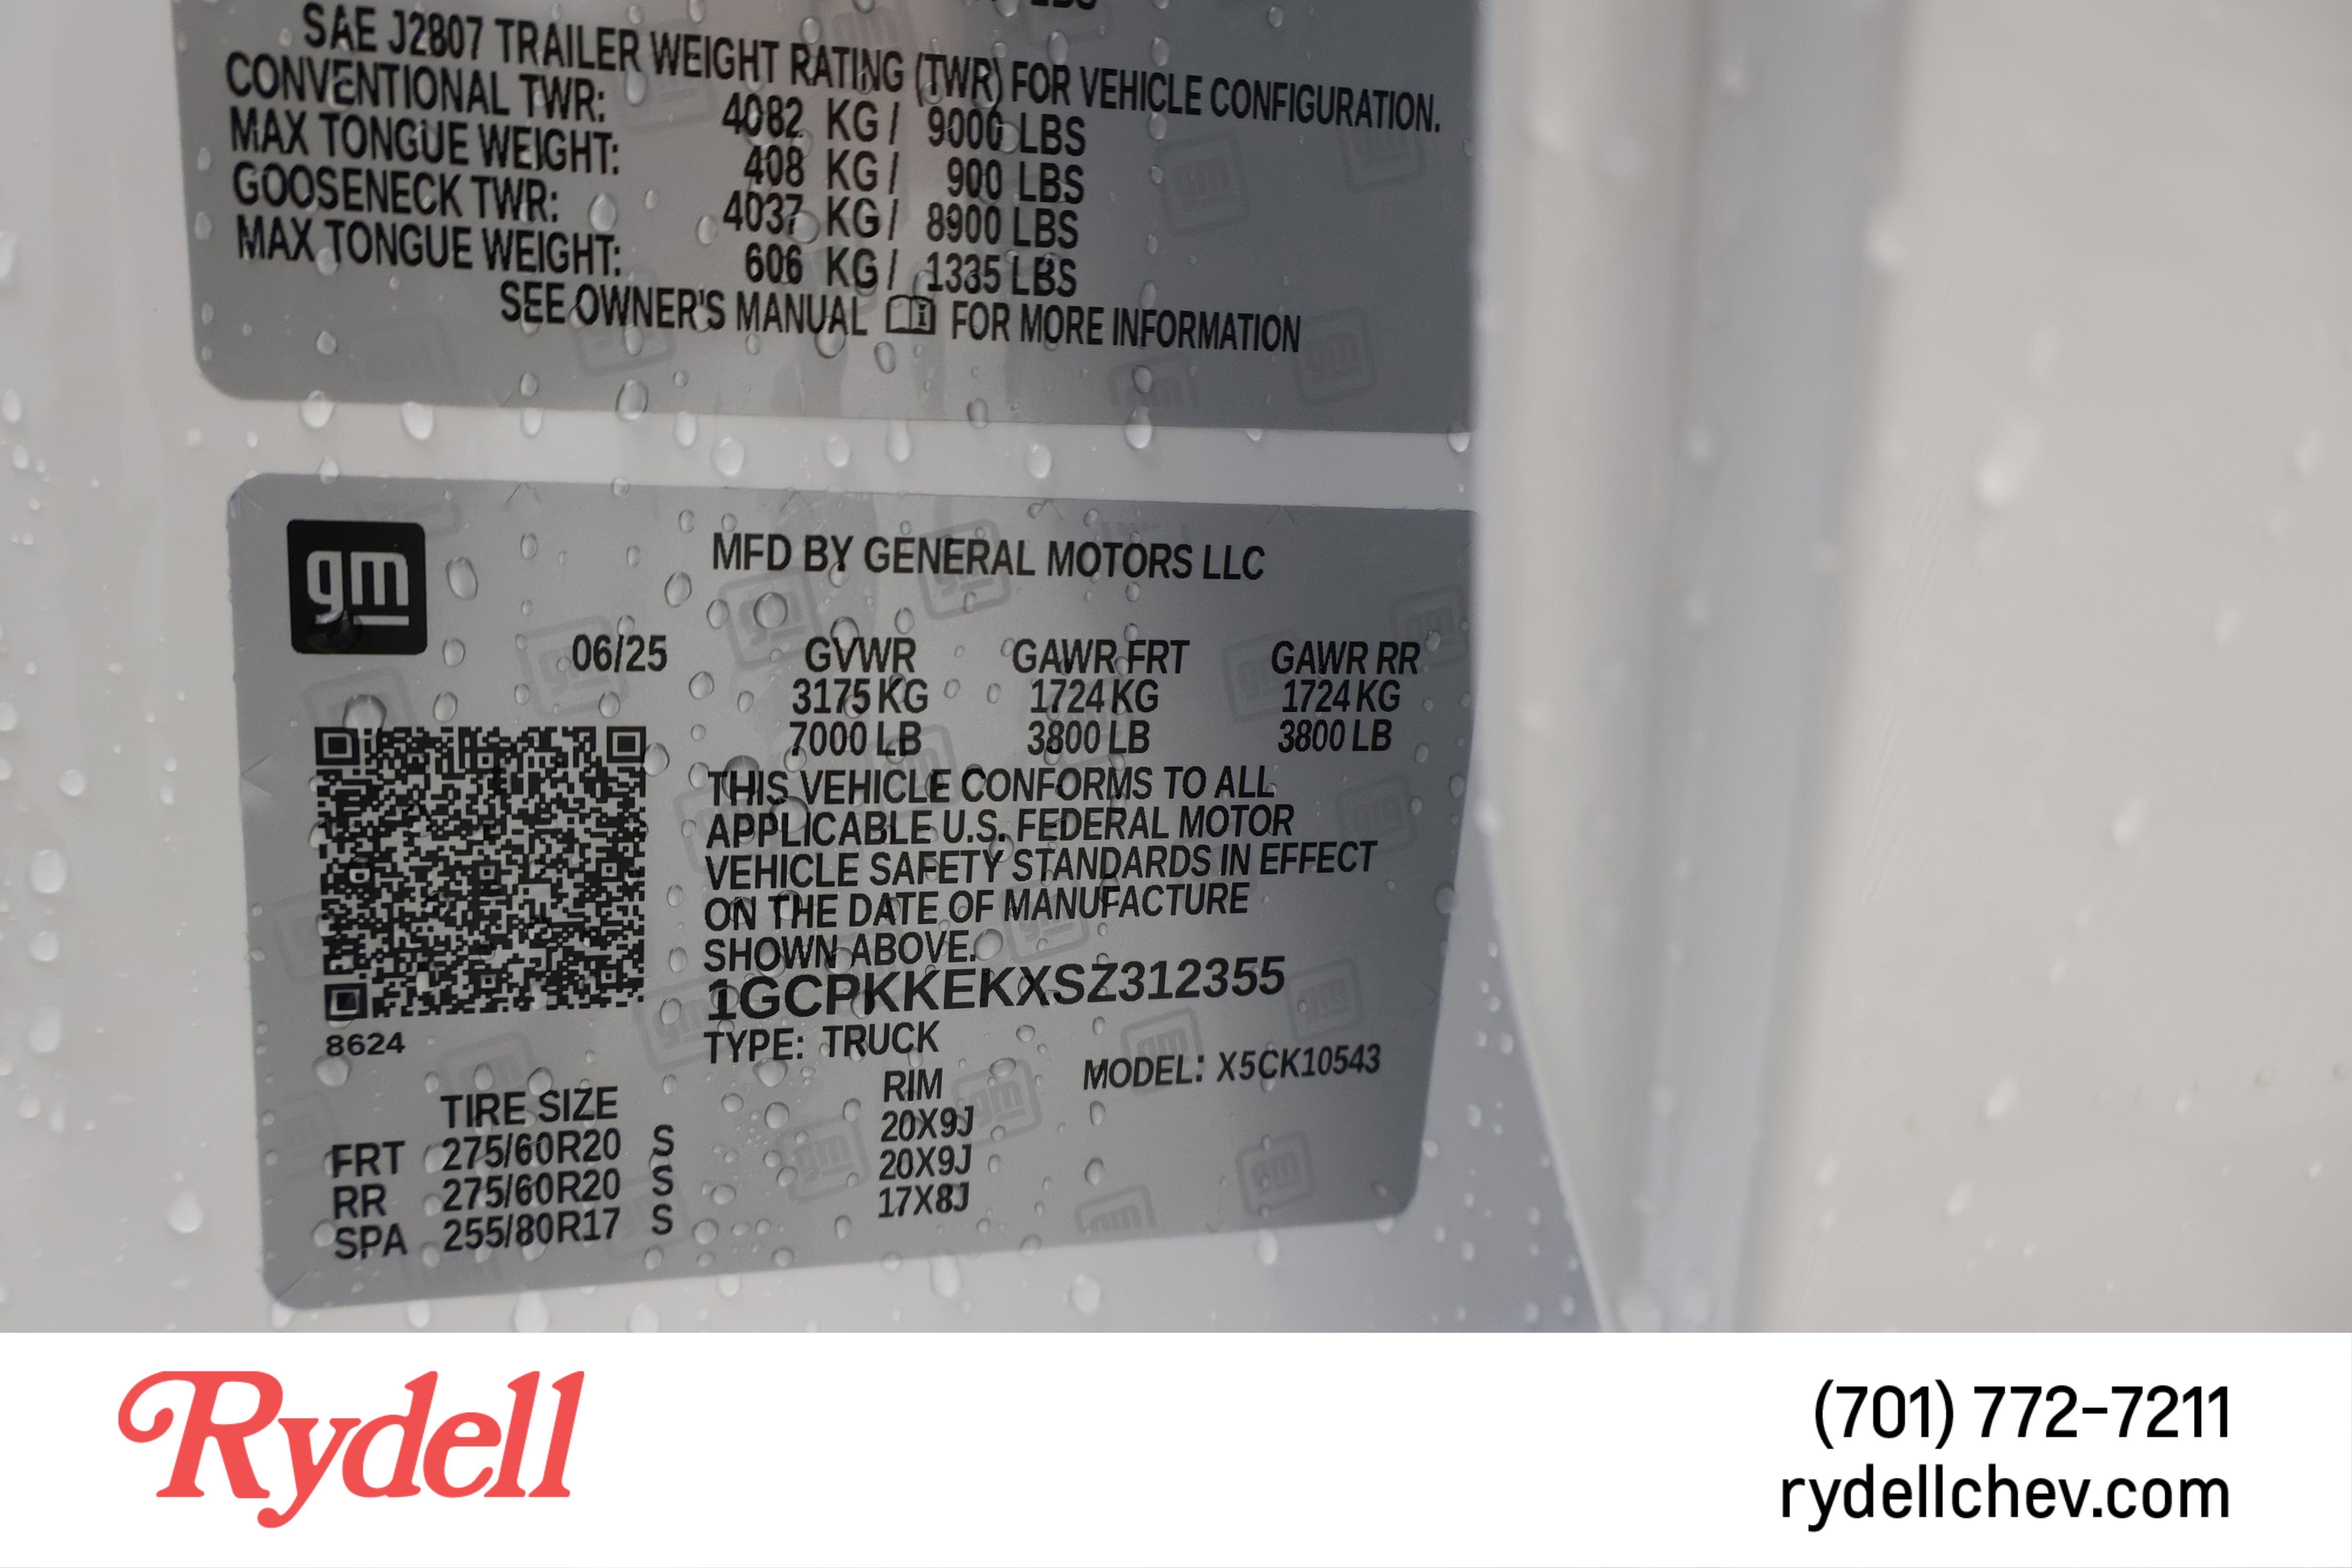 LBS
SAE J2807 TRAILER WEIGHT RATING (TWR) FOR VEHICLE CONFIGURATION.
CONVENTIONAL TWR: 4082 KG / 9000 LBS
MAX TONGUE WEIGHT: 408 KG / 900 LBS
GOOSENECK TWR: 4037 KG / 8900 LBS
MAX TONGUE WEIGHT: 606 KG / 1335 LBS
SEE OWNER'S MANUAL FOR MORE INFORMATION
gm
MFD BY GENERAL MOTORS LLC
06/25 GVWR GAWR FRT GAWR RR
3175 KG 1724 KG 1724 KG
7000 LB 3800 LB 3800 LB
THIS VEHICLE CONFORMS TO ALL
APPLICABLE U.S. FEDERAL MOTOR
VEHICLE SAFETY STANDARDS IN EFFECT
ON THE DATE OF MANUFACTURE
SHOWN ABOVE.
1GCPKKEKXSZ312355
8624
TYPE: TRUCK
MODEL: X5CK10543
TIRE SIZE RIM
FRT 275/60R20 S 20X9J
RR 275/60R20 S 20X9J
SPA 255/80R17 S 17X8J
Rydell
(701) 772-7211
rydellchev.com